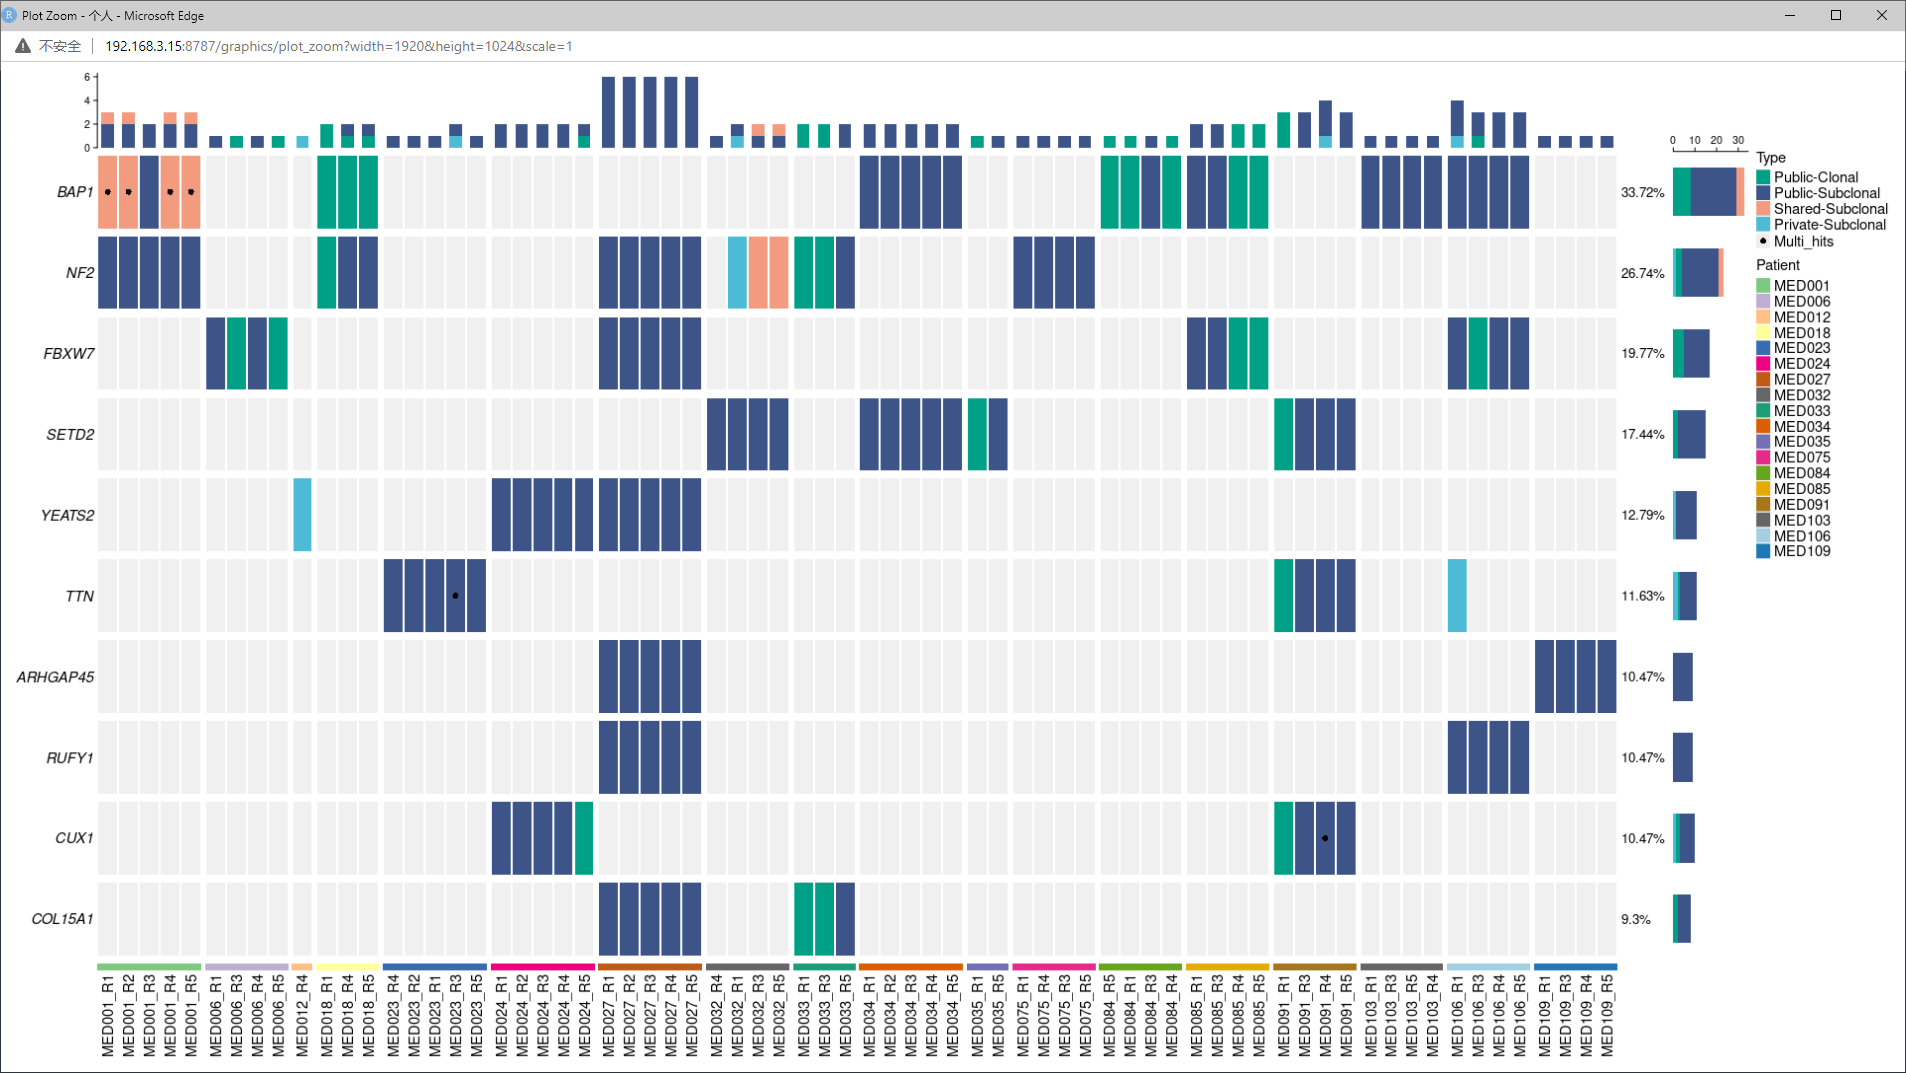 Plot Zoom - 个人 - Microsoft Edge
不安全 192.168.3.15:8787/graphics/plot_zoom?width=1920&height=1024&scale=1
6
4
2
0
0 10 20 30
BAP1 33.72%
NF2 26.74%
FBXW7 19.77%
SETD2 17.44%
YEATS2 12.79%
TTN 11.63%
ARHGAP45 10.47%
RUFY1 10.47%
CUX1 10.47%
COL15A1 9.3%
Type
Public-Clonal
Public-Subclonal
Shared-Subclonal
Private-Subclonal
Multi_hits
Patient
MED001
MED006
MED012
MED018
MED023
MED024
MED027
MED032
MED033
MED034
MED035
MED075
MED084
MED085
MED091
MED103
MED106
MED109
MED001_R1
MED001_R2
MED001_R3
MED001_R4
MED001_R5
MED006_R1
MED006_R3
MED006_R4
MED006_R5
MED012_R4
MED018_R1
MED018_R4
MED018_R5
MED023_R4
MED023_R2
MED023_R1
MED023_R3
MED023_R5
MED024_R1
MED024_R2
MED024_R3
MED024_R4
MED024_R5
MED027_R1
MED027_R2
MED027_R3
MED027_R4
MED027_R5
MED032_R4
MED032_R1
MED032_R3
MED032_R5
MED033_R1
MED033_R3
MED033_R5
MED034_R1
MED034_R2
MED034_R3
MED034_R4
MED034_R5
MED035_R1
MED035_R5
MED075_R1
MED075_R4
MED075_R3
MED075_R5
MED084_R5
MED084_R1
MED084_R3
MED084_R4
MED085_R1
MED085_R3
MED085_R4
MED085_R5
MED091_R1
MED091_R3
MED091_R4
MED091_R5
MED103_R1
MED103_R3
MED103_R5
MED103_R4
MED106_R1
MED106_R3
MED106_R4
MED106_R5
MED109_R1
MED109_R3
MED109_R4
MED109_R5